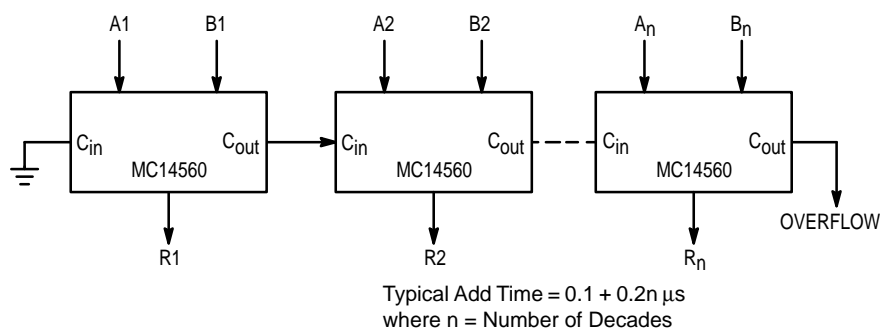 A1 B1 A2 B2 An Bn
Cin Cout Cin Cout Cin Cout
MC14560 MC14560 MC14560
R1 R2 Rn OVERFLOW
Typical Add Time = 0.1 + 0.2n μs
where n = Number of Decades